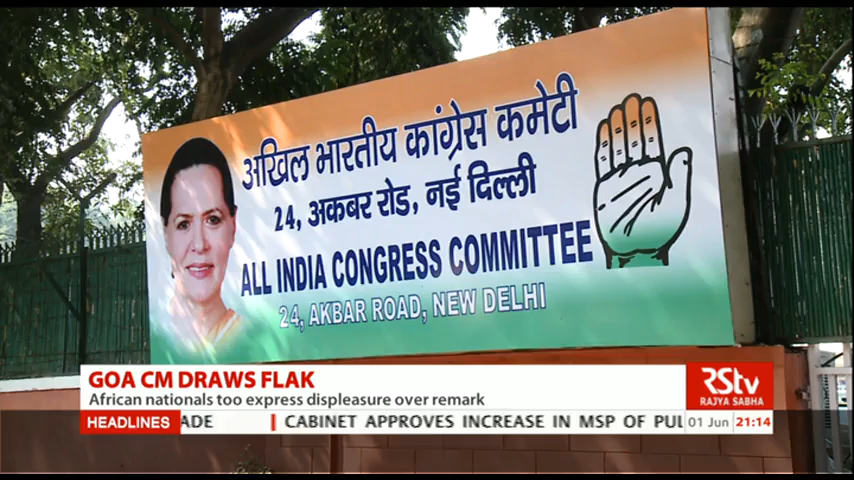 अखिल भारतीय कांग्रेस कमेटी
24, अकबर रोड, नई दिल्ली
ALL INDIA CONGRESS COMMITTEE
24, AKBAR ROAD, NEW DELHI
GOA CM DRAWS FLAK
African nationals too express displeasure over remark
RSTV
RAJYA SABHA
HEADLINES ADE | CABINET APPROVES INCREASE IN MSP OF PUL 01 Jun 21:14